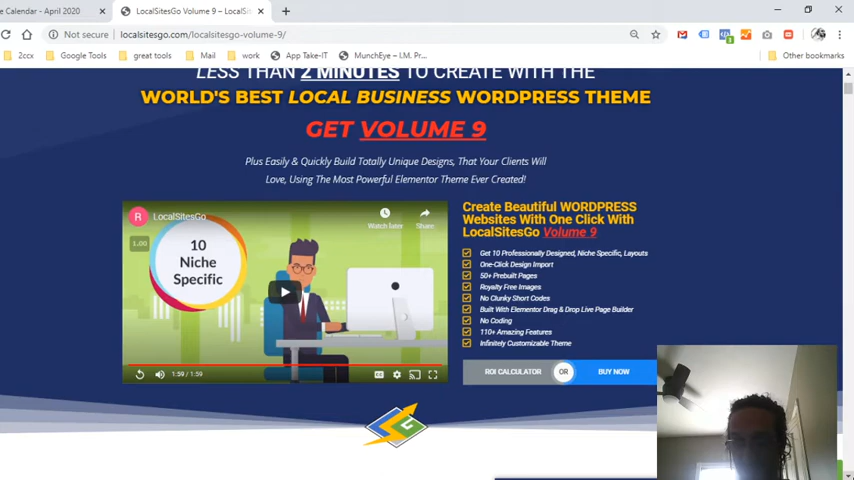 e Calendar - April 2020
LocalSitesGo Volume 9 – LocalSit
Not secure
localsitesgo.com/localsitesgo-volume-9/
2ccx
Google Tools
great tools
Mail
work
App Take-IT
MunchEye – I.M. Pr...
Other bookmarks
LESS THAN 2 MINUTES TO CREATE WITH THE
WORLD'S BEST LOCAL BUSINESS WORDPRESS THEME
GET VOLUME 9
Plus Easily & Quickly Build Totally Unique Designs, That Your Clients Will
Love, Using The Most Powerful Elementor Theme Ever Created!
R
LocalSitesGo
Watch later
Share
1.00
10
Niche
Specific
1:59 / 1:59
Create Beautiful WORDPRESS
Websites With One Click With
LocalSitesGo Volume 9
Get 10 Professionally Designed, Niche Specific, Layouts
One-Click Design Import
50+ Prebuilt Pages
Royalty Free Images
No Clunky Short Codes
Built With Elementor Drag & Drop Live Page Builder
No Coding
110+ Amazing Features
Infinitely Customizable Theme
ROI CALCULATOR
OR
BUY NOW